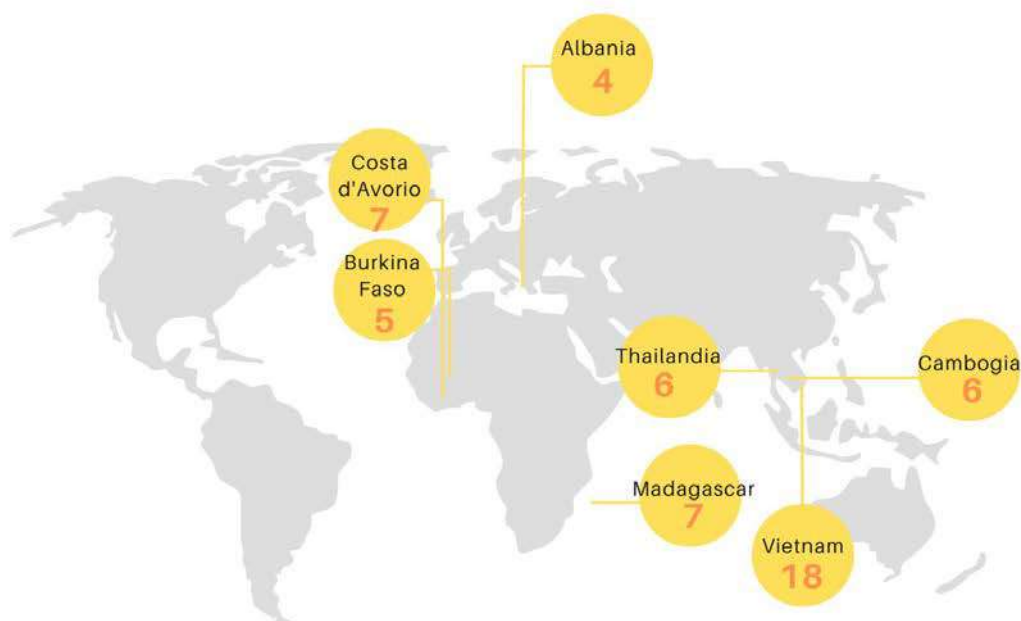 Albania
4
Costa
d'Avorio
7
Burkina
Faso
5
Thailandia
6
Cambogia
6
Madagascar
7
Vietnam
18